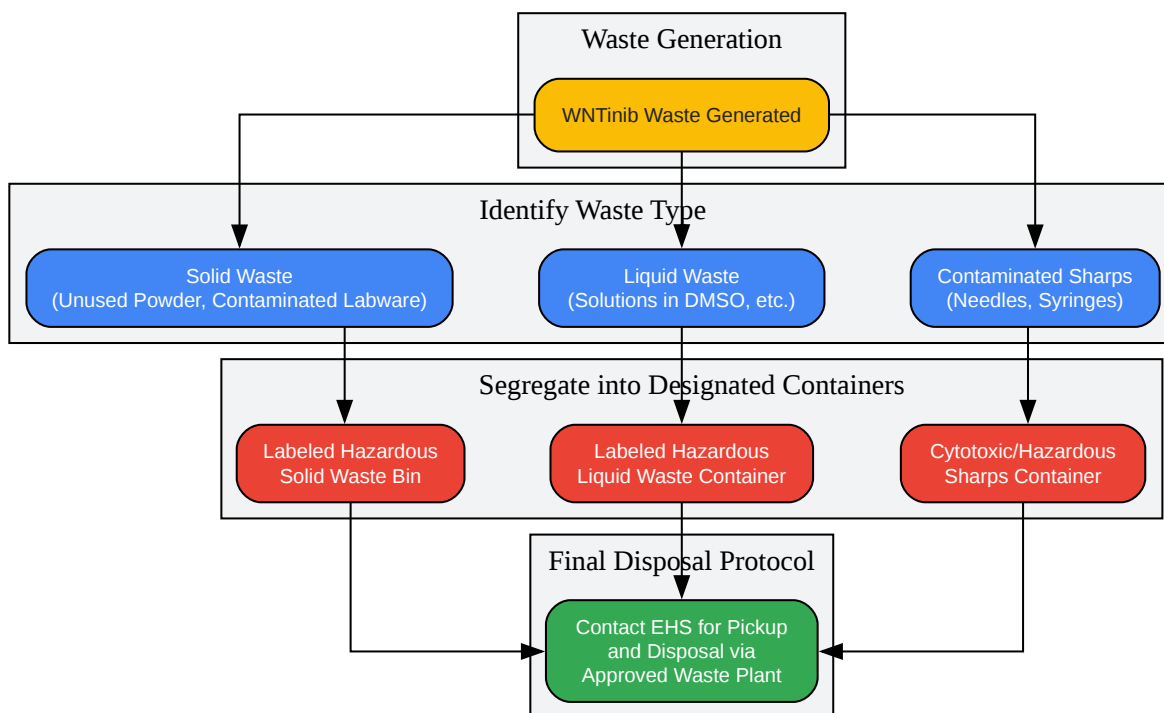 Waste Generation
WNTinib Waste Generated
Identify Waste Type
Solid Waste
(Unused Powder, Contaminated Labware)
Liquid Waste
(Solutions in DMSO, etc.)
Contaminated Sharps
(Needles, Syringes)
Segregate into Designated Containers
Labeled Hazardous
Solid Waste Bin
Labeled Hazardous
Liquid Waste Container
Cytotoxic/Hazardous
Sharps Container
Final Disposal Protocol
Contact EHS for Pickup
and Disposal via
Approved Waste Plant